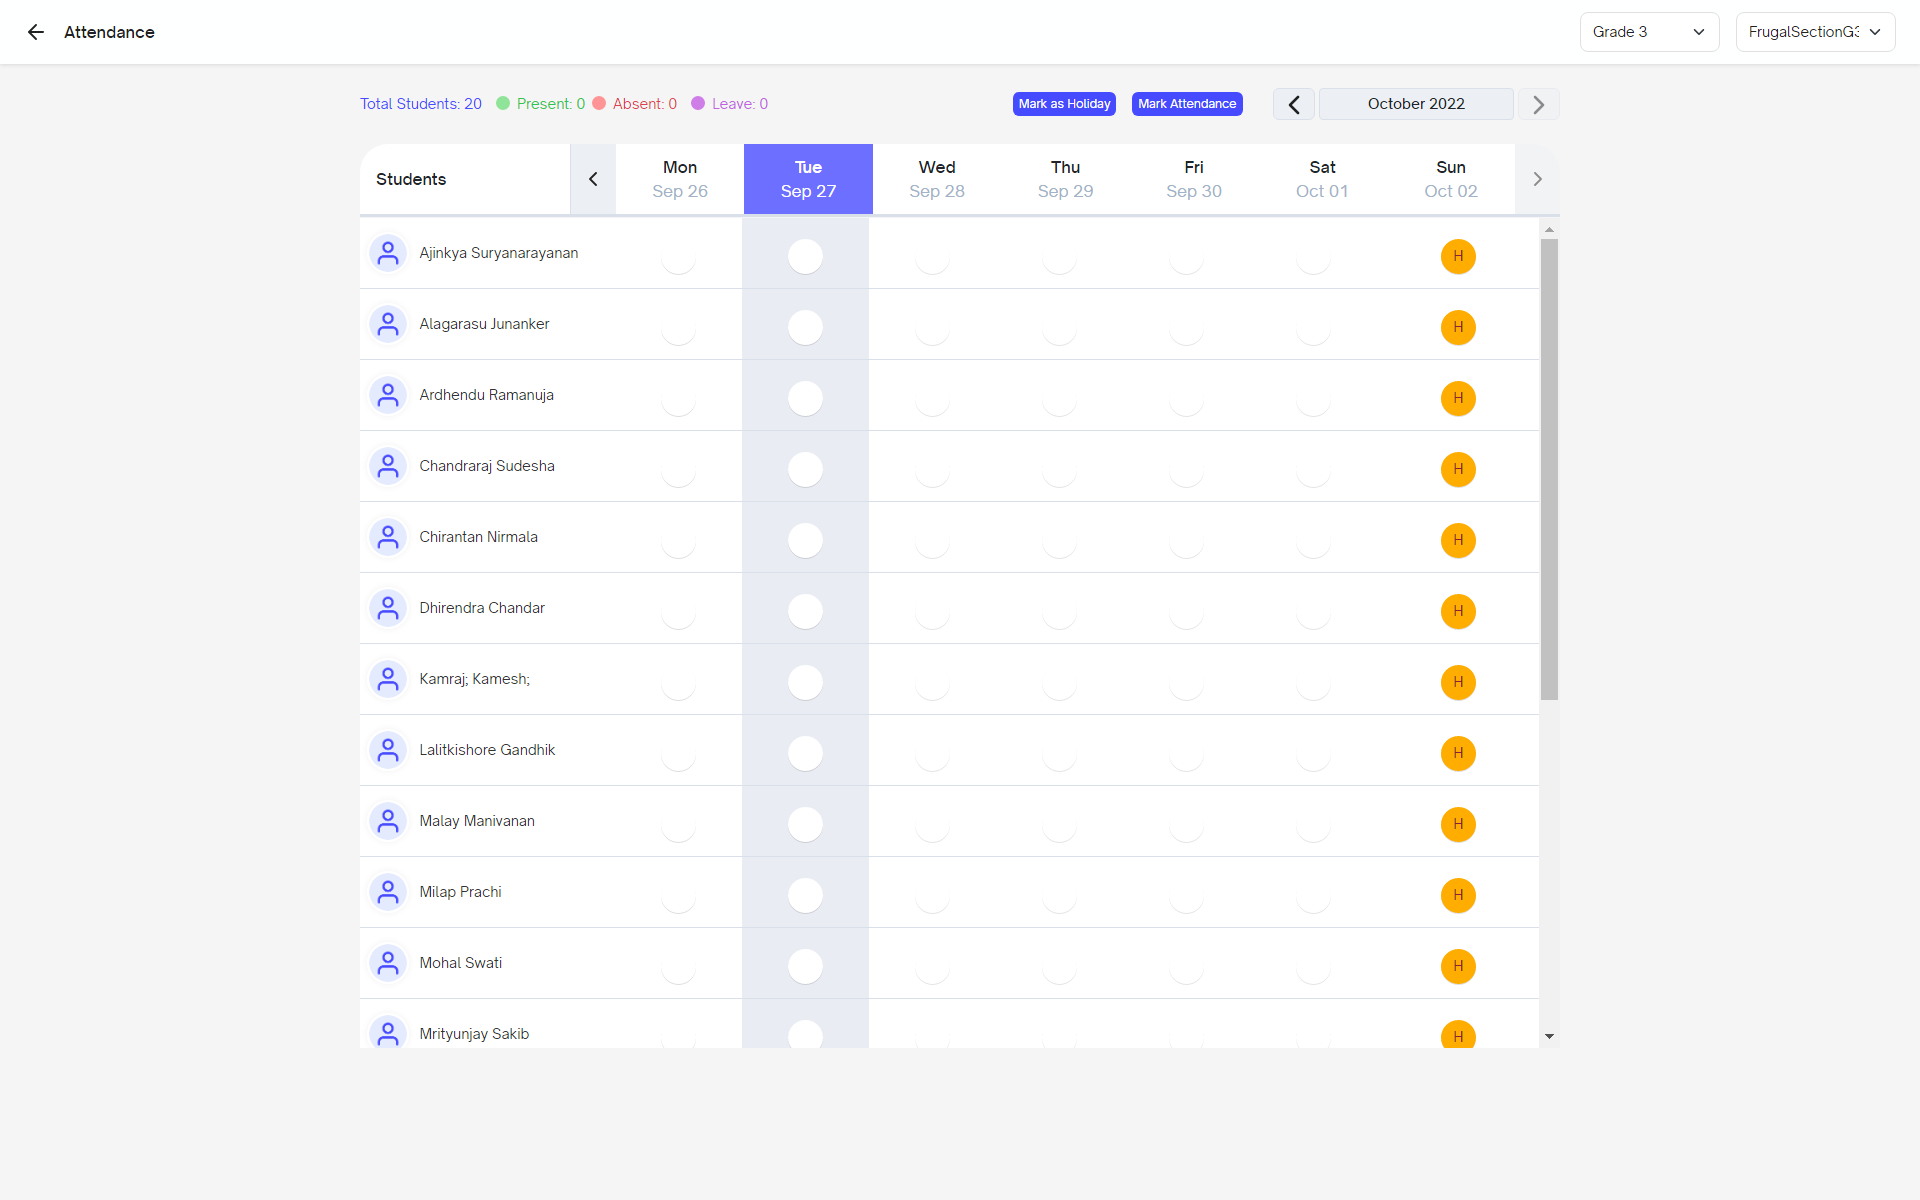 Attendance
Grade 3
FrugalSectionG3
Total Students: 20 Present: 0 Absent: 0 Leave: 0
Mark as Holiday
Mark Attendance
October 2022
Students
Mon Tue Wed Thu Fri Sat Sun
Sep 26 Sep 27 Sep 28 Sep 29 Sep 30 Oct 01 Oct 02
Ajinkya Suryanarayanan H
Alagarasu Junanker H
Ardhendu Ramanuja H
Chandraraj Sudesha H
Chirantan Nirmala H
Dhirendra Chandar H
Kamraj; Kamesh; H
Lalitkishore Gandhik H
Malay Manivanan H
Milap Prachi H
Mohal Swati H
Mrityunjay Sakib H